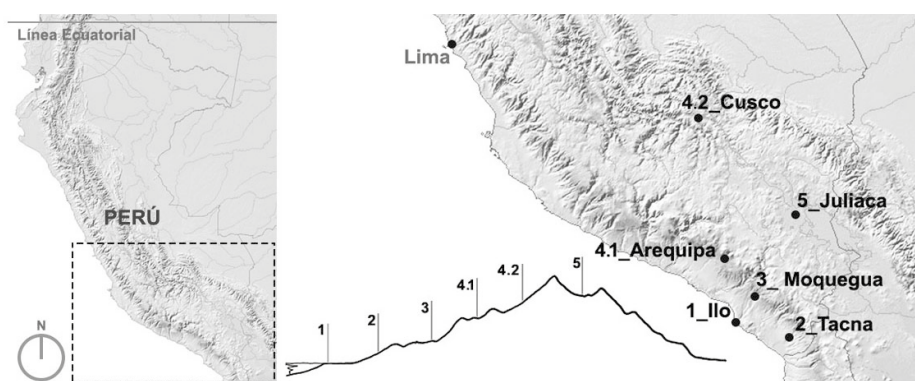 Línea Ecuatorial
PERÚ
N
Lima
4.2_Cusco
5_Juliaca
4.1_Arequipa
3_ Moquegua
1_Ilo
2_Tacna
1
2
3
4.1
4.2
5